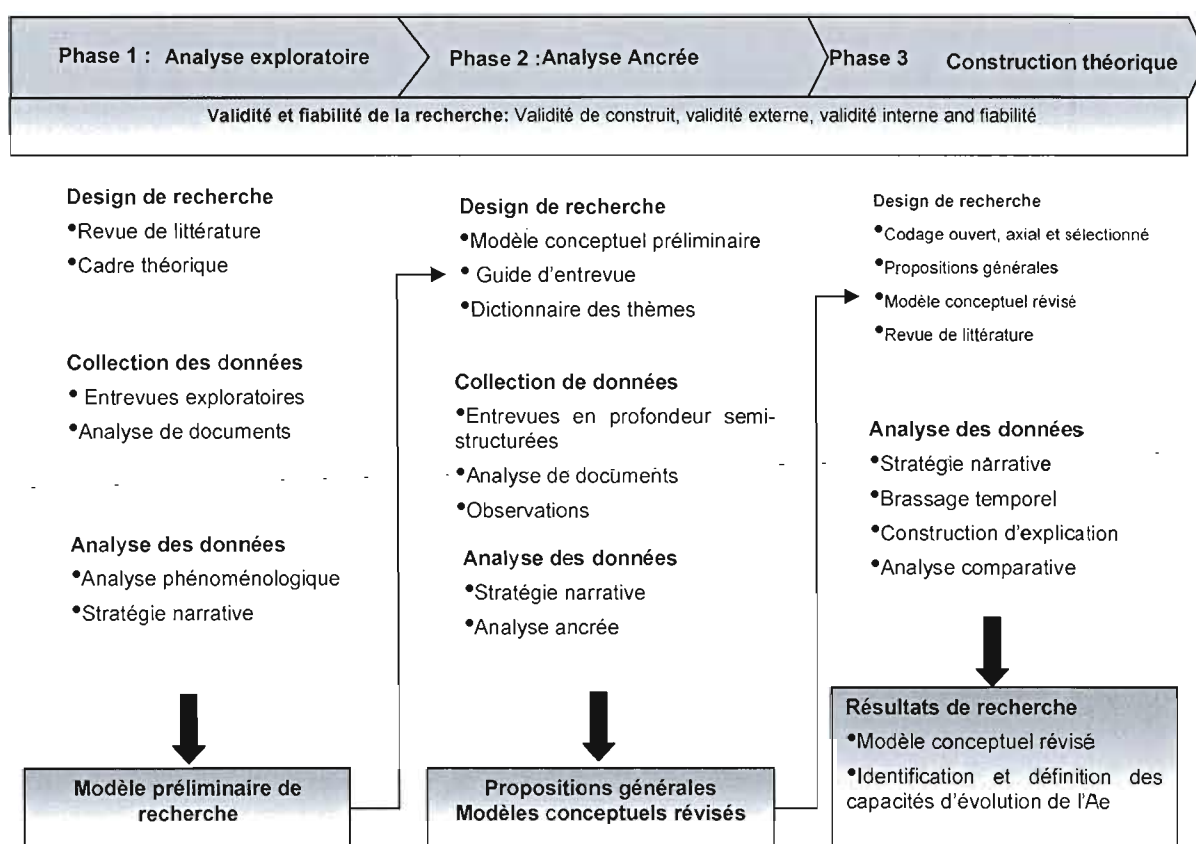 Phase 1 : Analyse exploratoire
Phase 2 :Analyse Ancrée
Phase 3 Construction théorique
Validité et fiabilité de la recherche: Validité de construit, validité externe, validité interne and fiabilité
Design de recherche
•Revue de littérature
•Cadre théorique
Collection des données
• Entrevues exploratoires
•Analyse de documents
Analyse des données
•Analyse phénoménologique
•Stratégie narrative
Modèle préliminaire de
recherche
Design de recherche
•Modèle conceptuel préliminaire
• Guide d'entrevue
•Dictionnaire des thèmes
Collection de données
•Entrevues en profondeur semi-
structurées
•Analyse de documents
•Observations
Analyse des données
•Stratégie narrative
•Analyse ancrée
Propositions générales
Modèles conceptuels révisés
Design de recherche
•Codage ouvert, axial et sélectionné
•Propositions générales
•Modèle conceptuel révisé
•Revue de littérature
Analyse des données
•Stratégie narrative
•Brassage temporel
•Construction d'explication
•Analyse comparative
Résultats de recherche
•Modèle conceptuel révisé
•Identification et définition des
capacités d'évolution de l'Ae